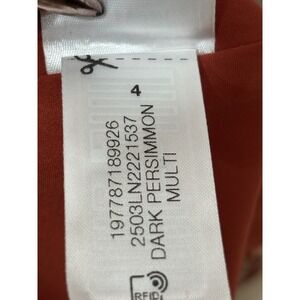 4
197787189926
2503LN2221537
DARK PERSIMMON
MULTI
RFID